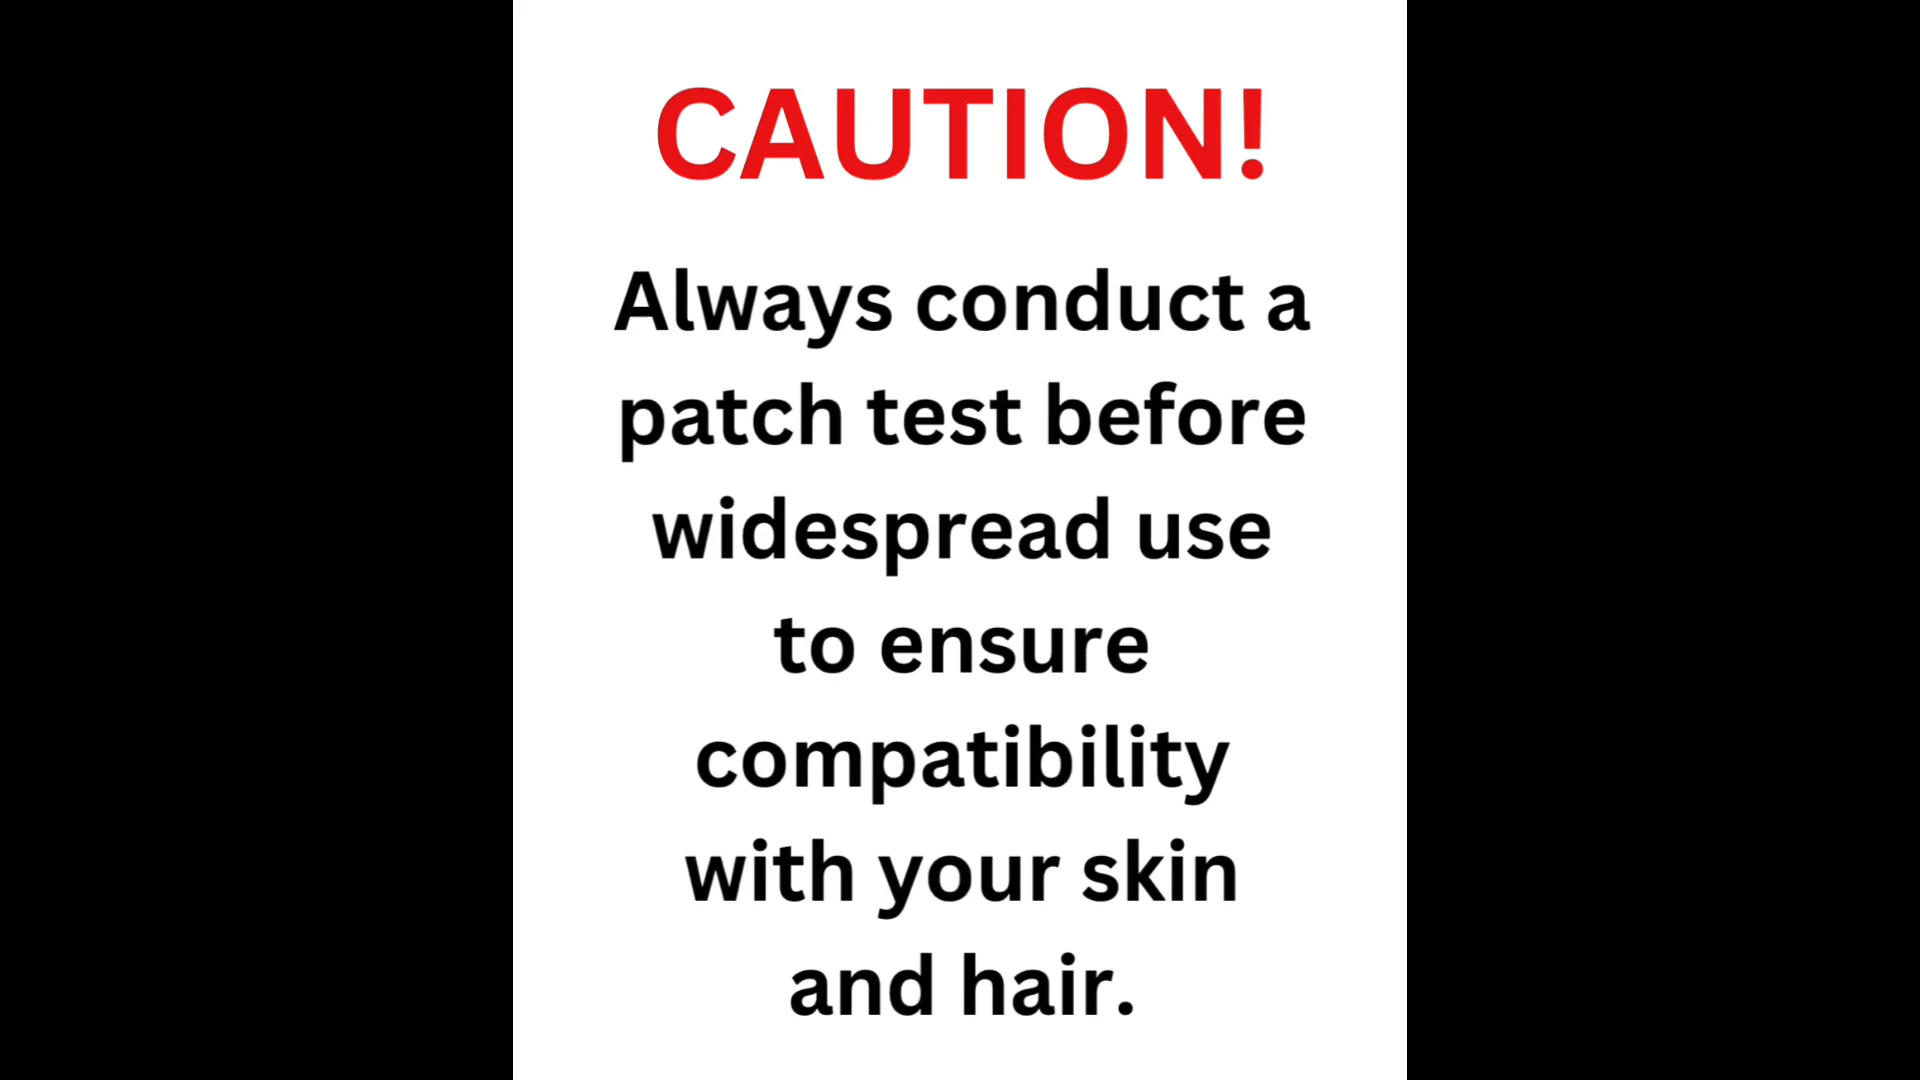 CAUTION!
Always conduct a
patch test before
widespread use
to ensure
compatibility
with your skin
and hair.